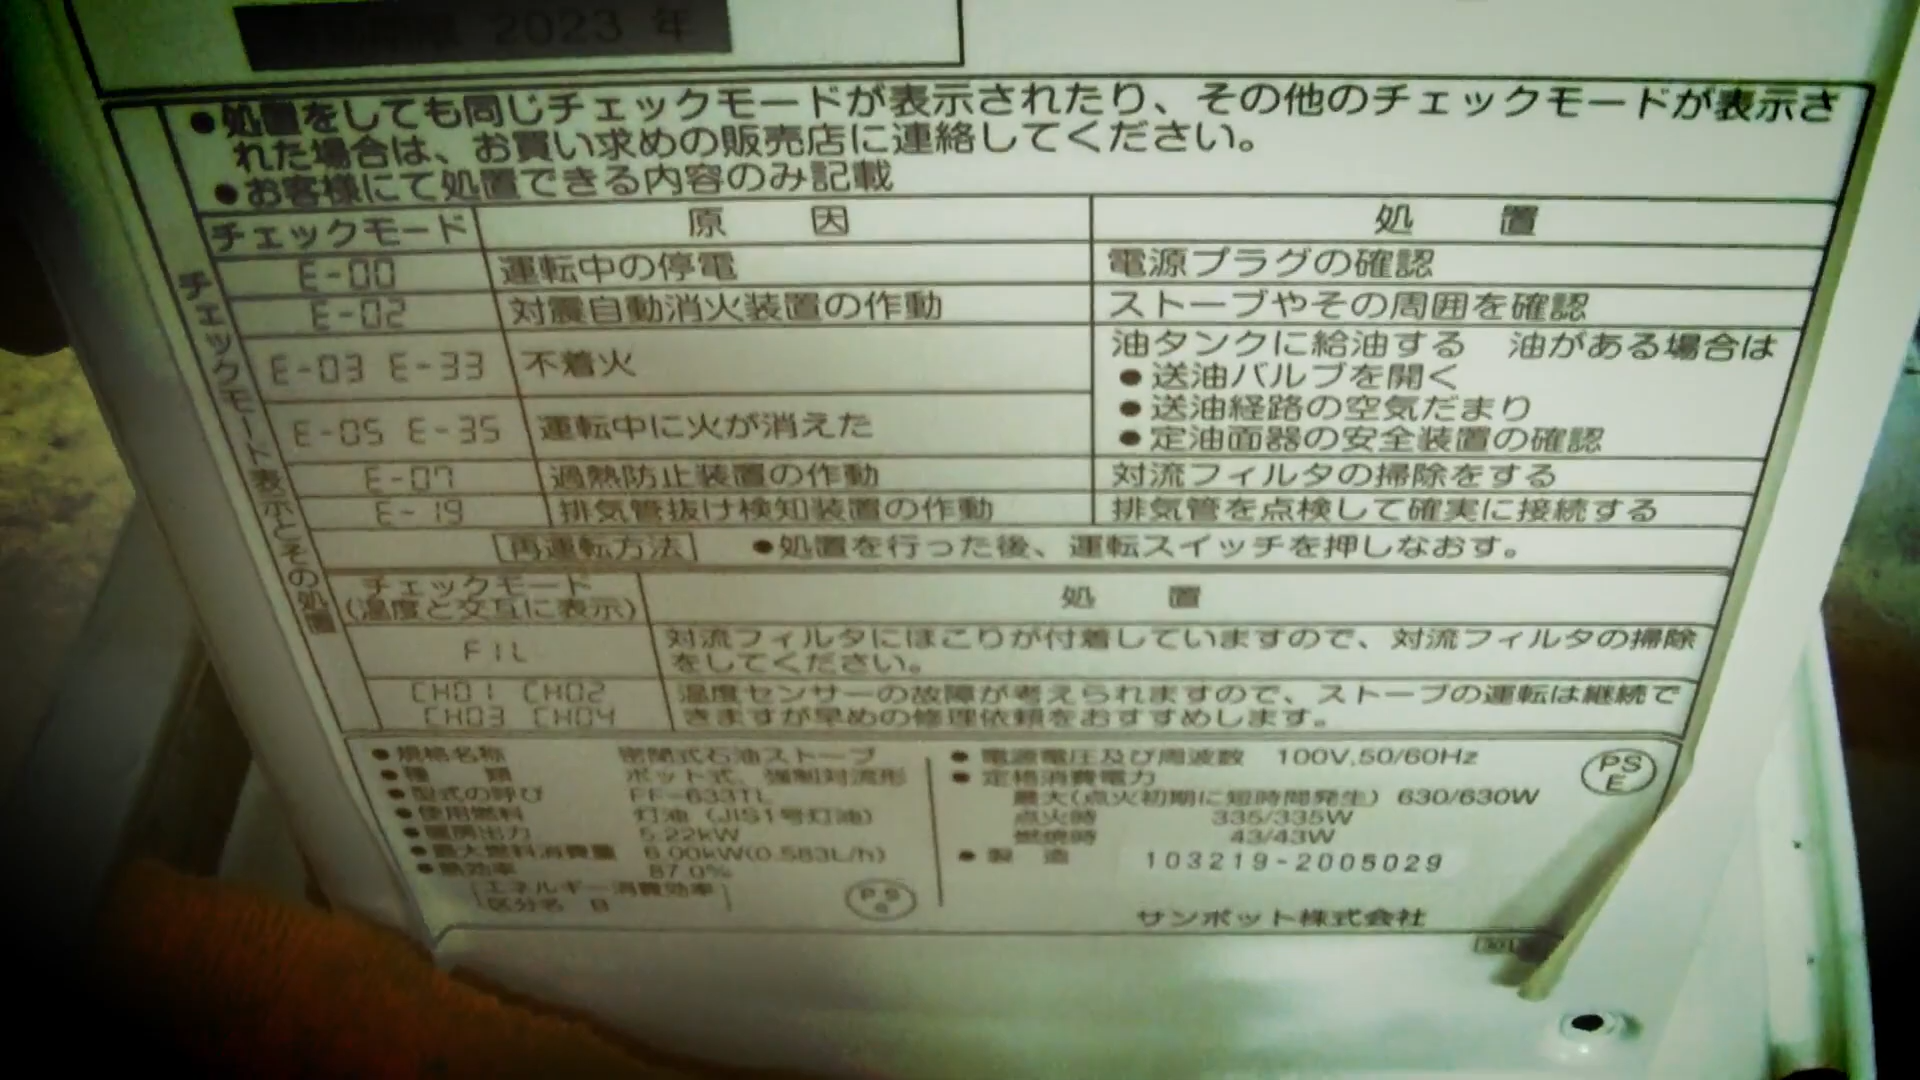 2023 年
●処置をしても同じチェックモードが表示されたり、その他のチェックモードが表示さ
れた場合は、お買い求めの販売店に連絡してください。
●お客様にて処置できる内容のみ記載
チェックモード表示とその処置
チェックモード 原 因 処 置
E-00 運転中の停電 電源プラグの確認
E-02 対震自動消火装置の作動 ストーブやその周囲を確認
E-03 E-33 不着火 油タンクに給油する 油がある場合は
●送油バルブを開く
●送油経路の空気だまり
E-05 E-35 運転中に火が消えた
●定油面器の安全装置の確認
E-07 過熱防止装置の作動 対流フィルタの掃除をする
E-19 排気管抜け検知装置の作動 排気管を点検して確実に接続する
[再運転方法] ●処置を行った後、運転スイッチを押しなおす。
チェックモード
(温度と交互に表示) 処 置
FIL 対流フィルタにほこりが付着していますので、対流フィルタの掃除
をしてください。
CH01 CH02 温度センサーの故障が考えられますので、ストーブの運転は継続で
CH03 CH04 きますが早めの修理依頼をおすすめします。
●規格名称 密閉式石油ストーブ
●種 類 ポット式、強制対流形
●型式の呼び FF-633TL
●使用燃料 灯油(JIS1号灯油)
●暖房出力 5.22kW
●最大燃料消費量 6.00kW(0.583L/h)
●熱効率 87.0%
[エネルギー消費効率]
区分名 B
PS
●電源電圧及び周波数 100V,50/60Hz
●定格消費電力
最大(点火初期に短時間発生) 630/630W
点火時 335/335W
燃焼時 43/43W
●製 造 103219-2005029
PS
E
サンポット株式会社